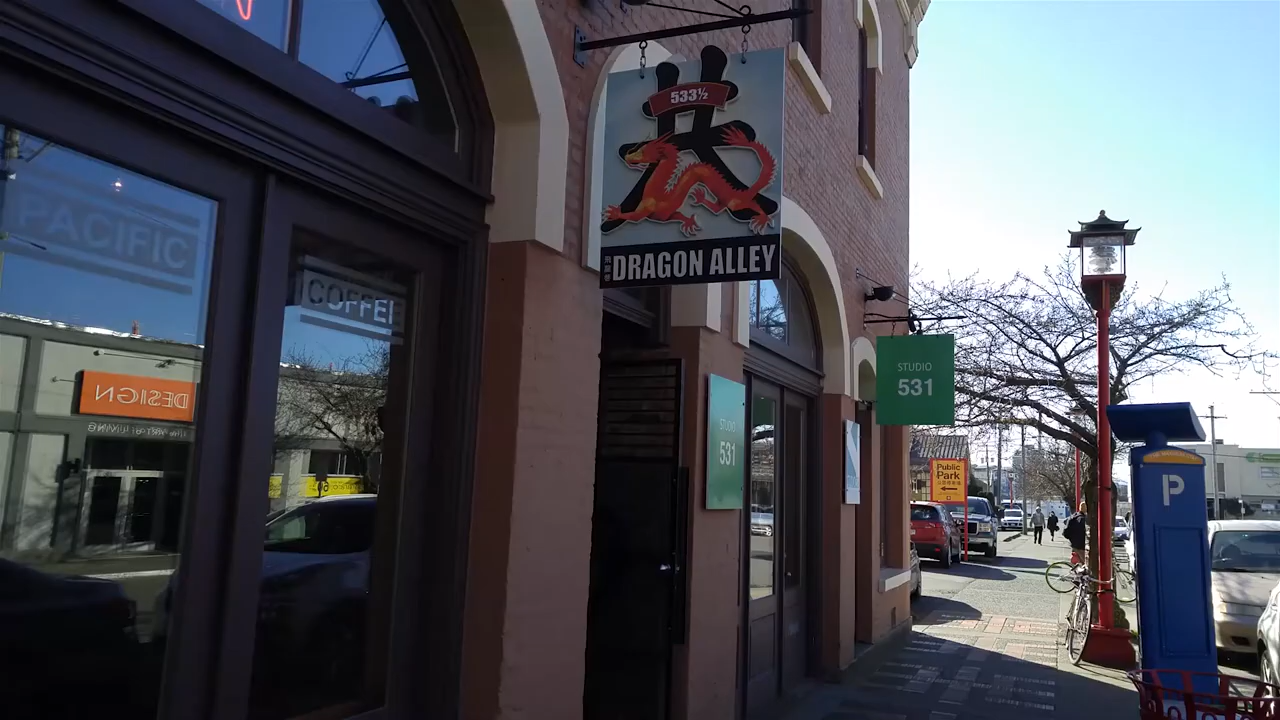 PACIFIC
COFFEE
DESIGN
533½
DRAGON ALLEY
STUDIO
531
STUDIO
531
Public
Park
P